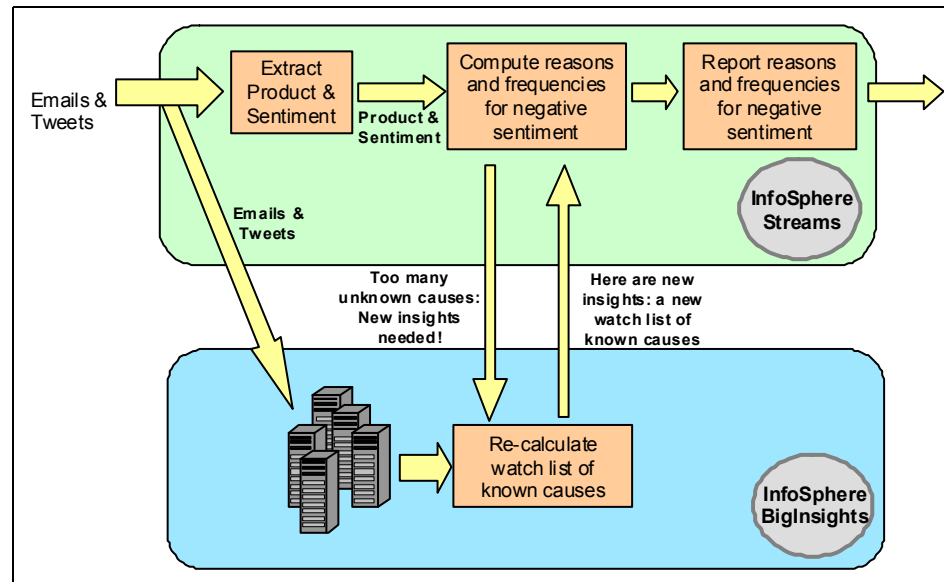 Emails &
Tweets
Extract
Product &
Sentiment
Product &
Sentiment
Compute reasons
and frequencies
for negative
sentiment
Report reasons
and frequencies
for negative
sentiment
InfoSphere
Streams
Emails &
Tweets
Too many
unknown causes:
New insights
needed!
Here are new
insights: a new
watch list of
known causes
Re-calculate
watch list of
known causes
InfoSphere
BigInsights